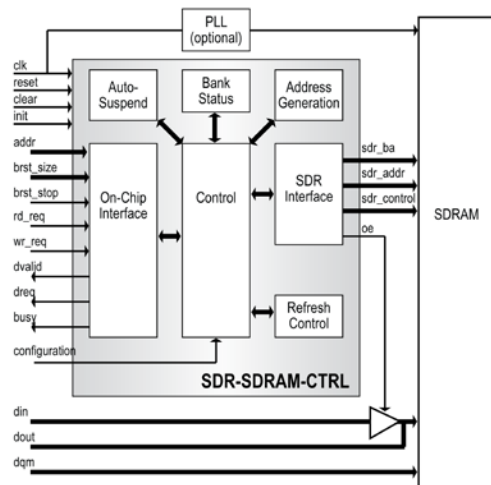 PLL
(optional)
clk
reset
clear
init
addr
brst_size
brst_stop
rd_req
wr_req
dvalid
dreq
busy
configuration
Auto-
Suspend
Bank
Status
Address
Generation
On-Chip
Interface
Control
SDR
Interface
Refresh
Control
SDR-SDRAM-CTRL
sdr_ba
sdr_addr
sdr_control
oe
SDRAM
din
dout
dqm